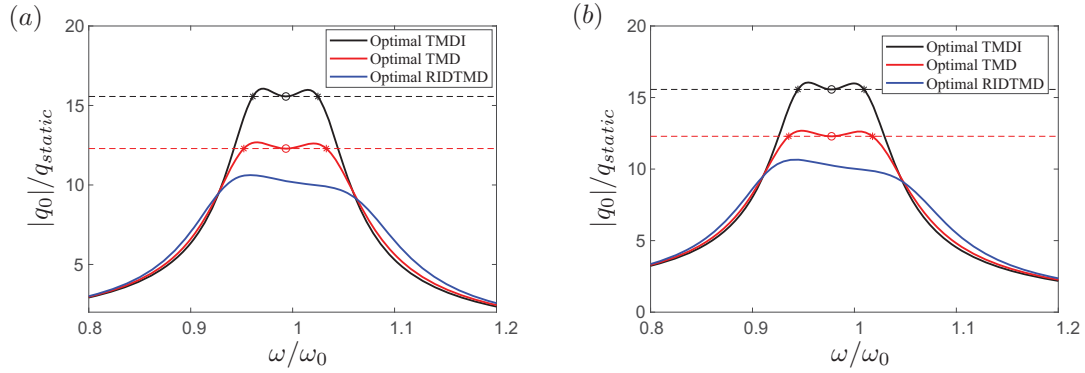 (a)
20
15
10
5
|q₀|/q_static
0.8
0.9
1
1.1
1.2
ω/ω₀
Optimal TMDI
Optimal TMD
Optimal RIDTMD
(b)
20
15
10
5
0
|q₀|/q_static
0.8
0.9
1
1.1
1.2
ω/ω₀
Optimal TMDI
Optimal TMD
Optimal RIDTMD